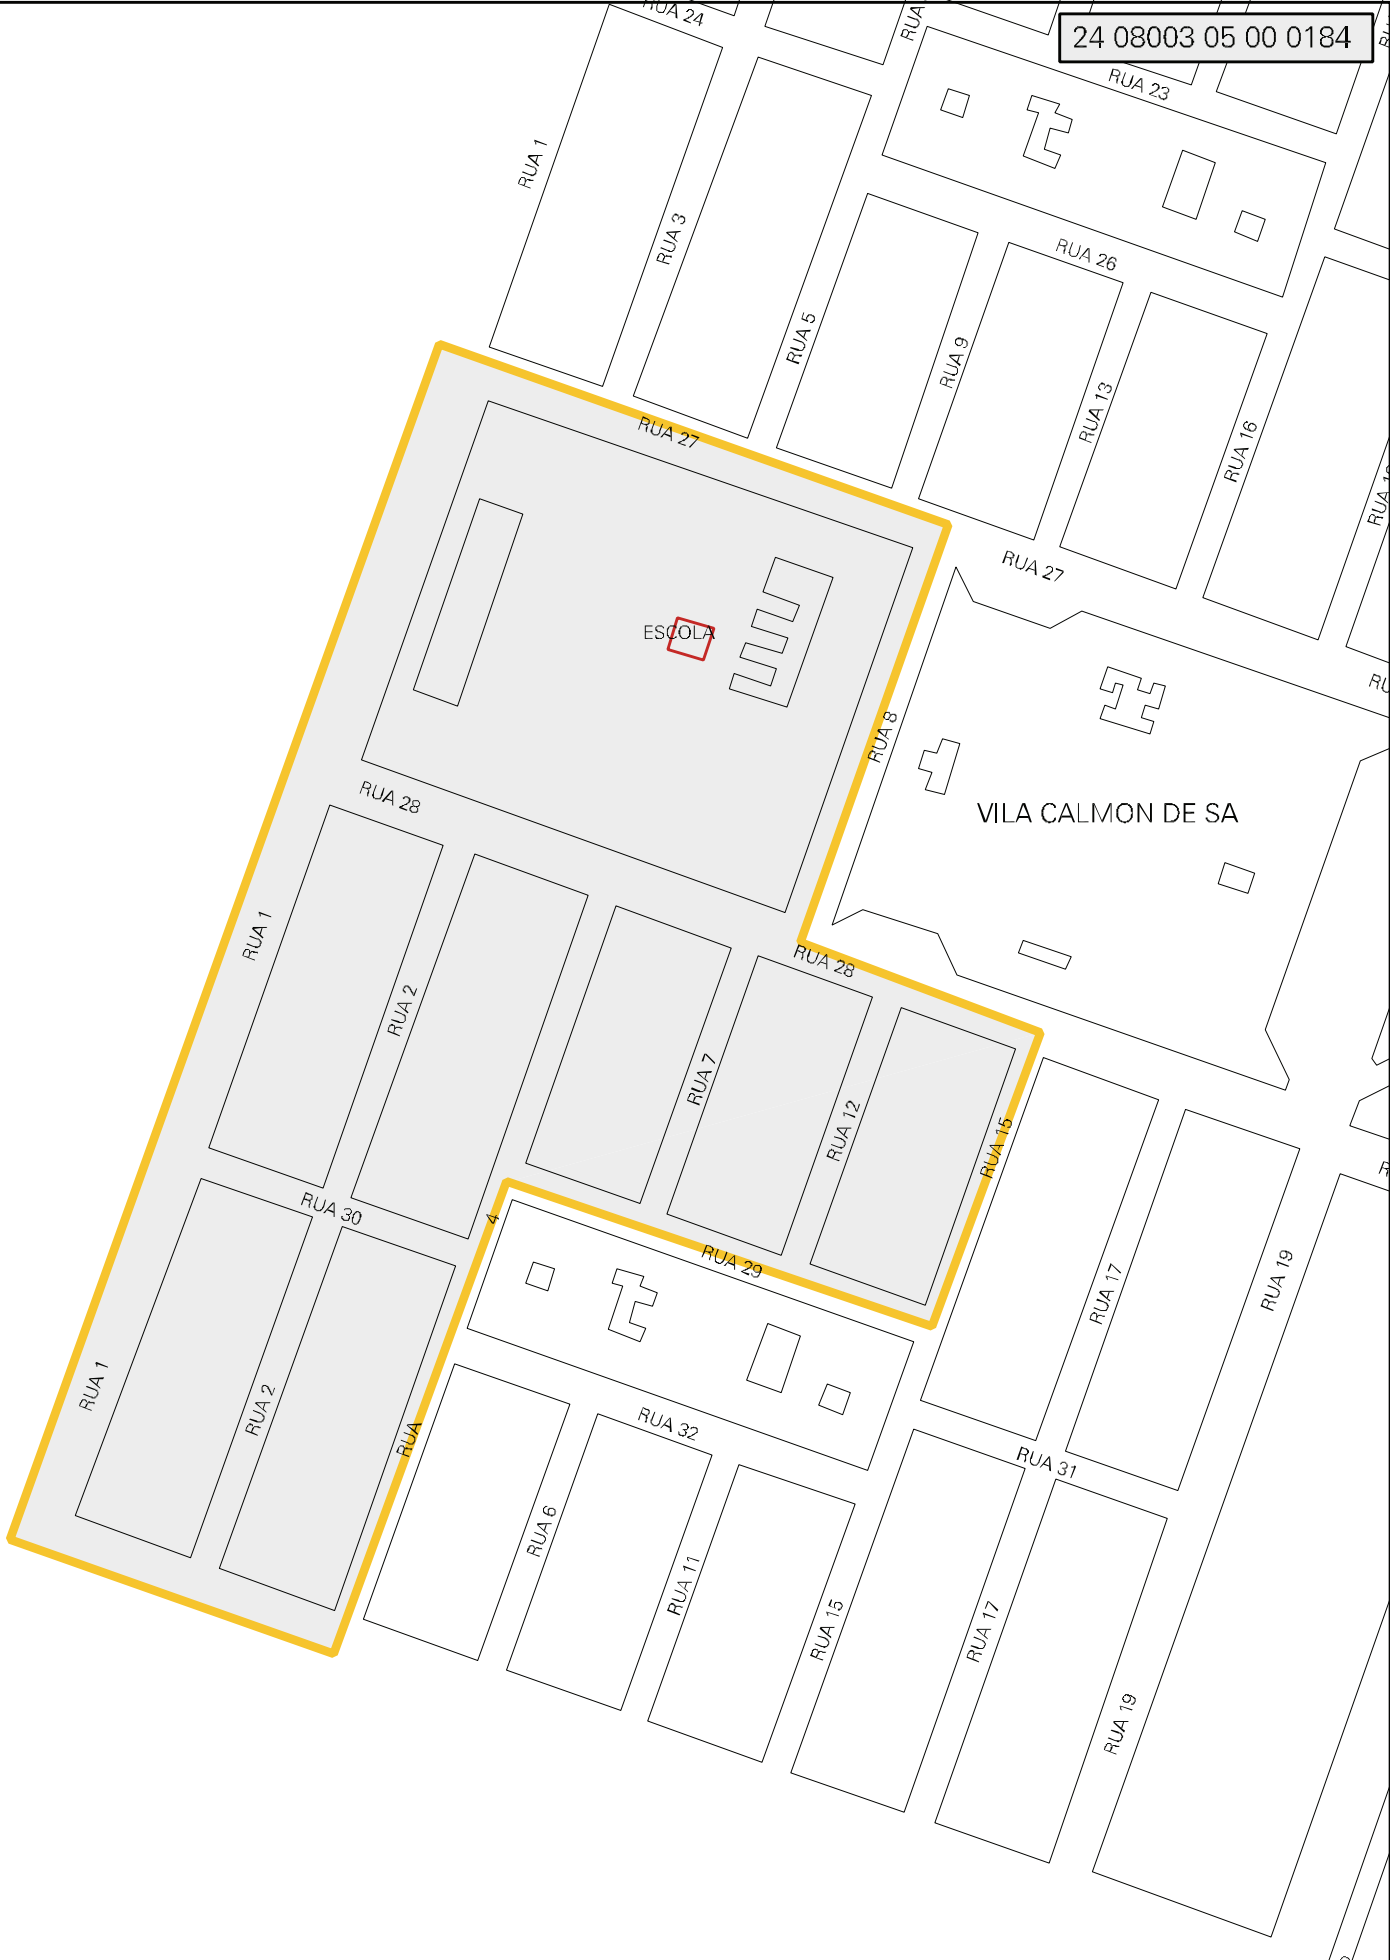 RUA 24
RUA
24 08003 05 00 0184
RUA 23
RUA 1
RUA 3
RUA 26
RUA 5
RUA 9
RUA 13
RUA 16
RUA 27
RUA 27
ESCOLA
RUA 8
VILA CALMON DE SA
RUA 28
RUA 1
RUA 28
RUA 2
RUA 7
RUA 12
RUA 15
RUA 30
4
RUA 29
RUA 17
RUA 19
RUA 1
RUA 2
RUA
RUA 32
RUA 31
RUA 6
RUA 11
RUA 15
RUA 17
RUA 19